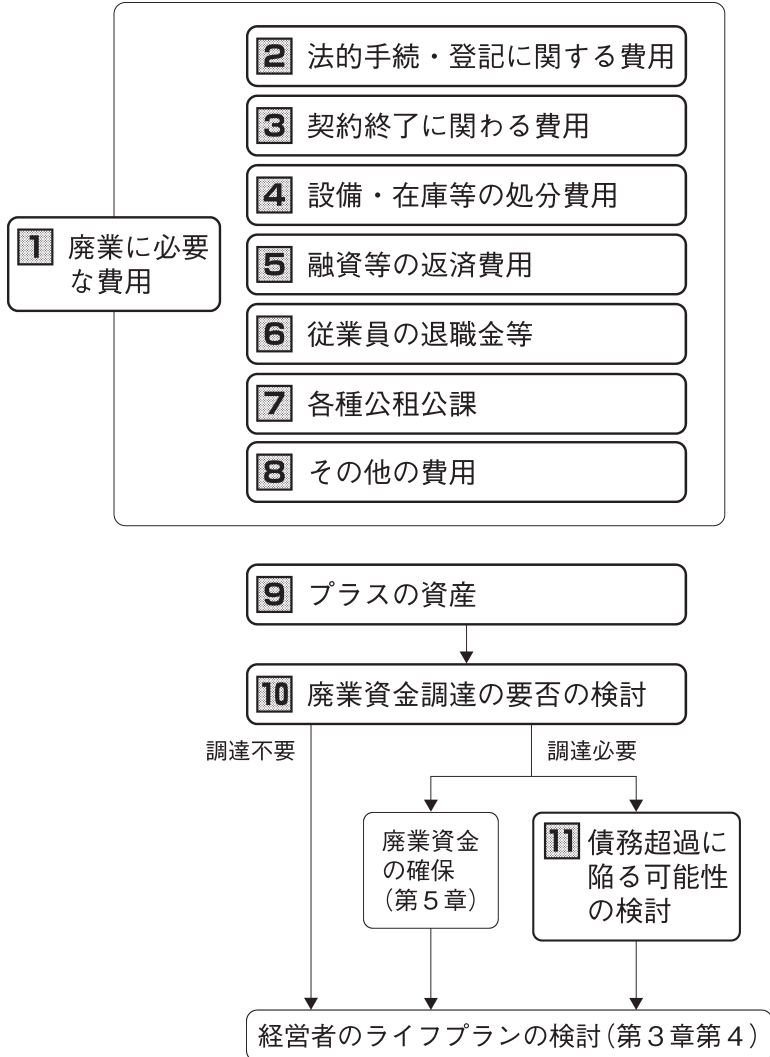 2 法的手続・登記に関する費用
3 契約終了に関わる費用
4 設備・在庫等の処分費用
1 廃業に必要
な費用
5 融資等の返済費用
6 従業員の退職金等
7 各種公租公課
8 その他の費用
9 プラスの資産
10 廃業資金調達の要否の検討
調達不要
調達必要
廃業資金
の確保
（第５章）
11 債務超過に
陥る可能性
の検討
経営者のライフプランの検討（第３章第４）